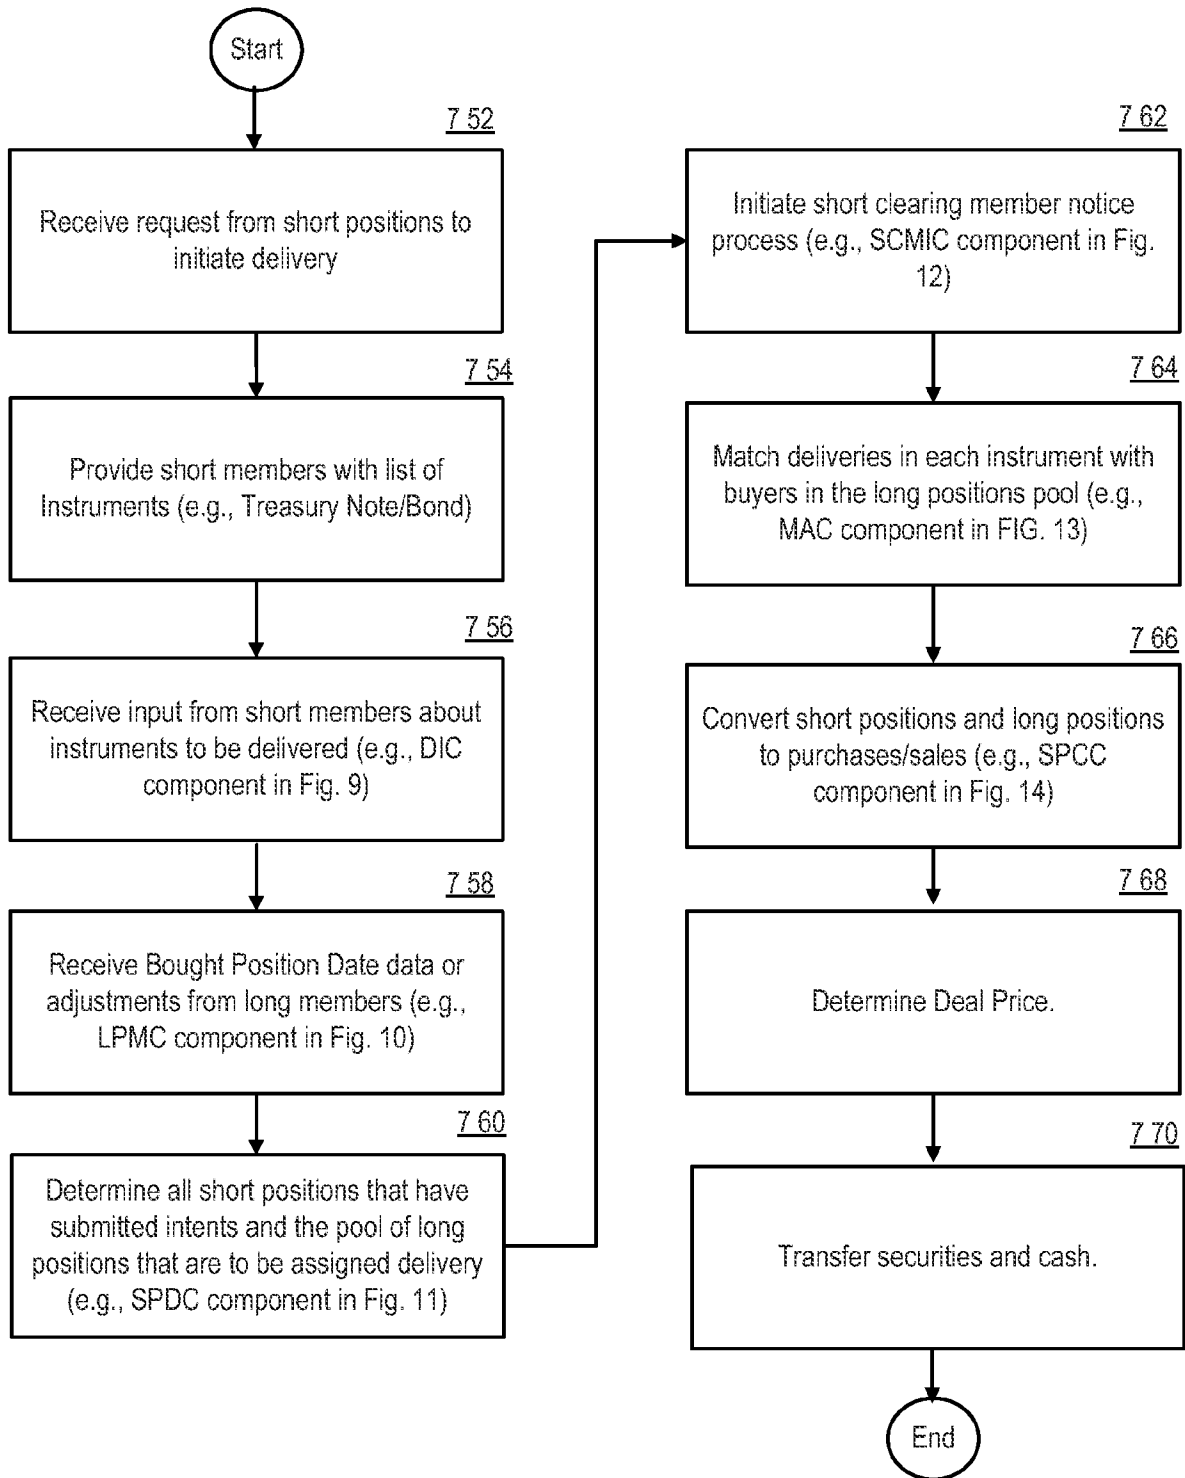 Start
7 52
Receive request from short positions to
initiate delivery
7 54
Provide short members with list of
Instruments (e.g., Treasury Note/Bond)
7 56
Receive input from short members about
instruments to be delivered (e.g., DIC
component in Fig. 9)
7 58
Receive Bought Position Date data or
adjustments from long members (e.g.,
LPMC component in Fig. 10)
7 60
Determine all short positions that have
submitted intents and the pool of long
positions that are to be assigned delivery
(e.g., SPDC component in Fig. 11)
7 62
Initiate short clearing member notice
process (e.g., SCMIC component in Fig.
12)
7 64
Match deliveries in each instrument with
buyers in the long positions pool (e.g.,
MAC component in FIG. 13)
7 66
Convert short positions and long positions
to purchases/sales (e.g., SPCC
component in Fig. 14)
7 68
Determine Deal Price.
7 70
Transfer securities and cash.
End